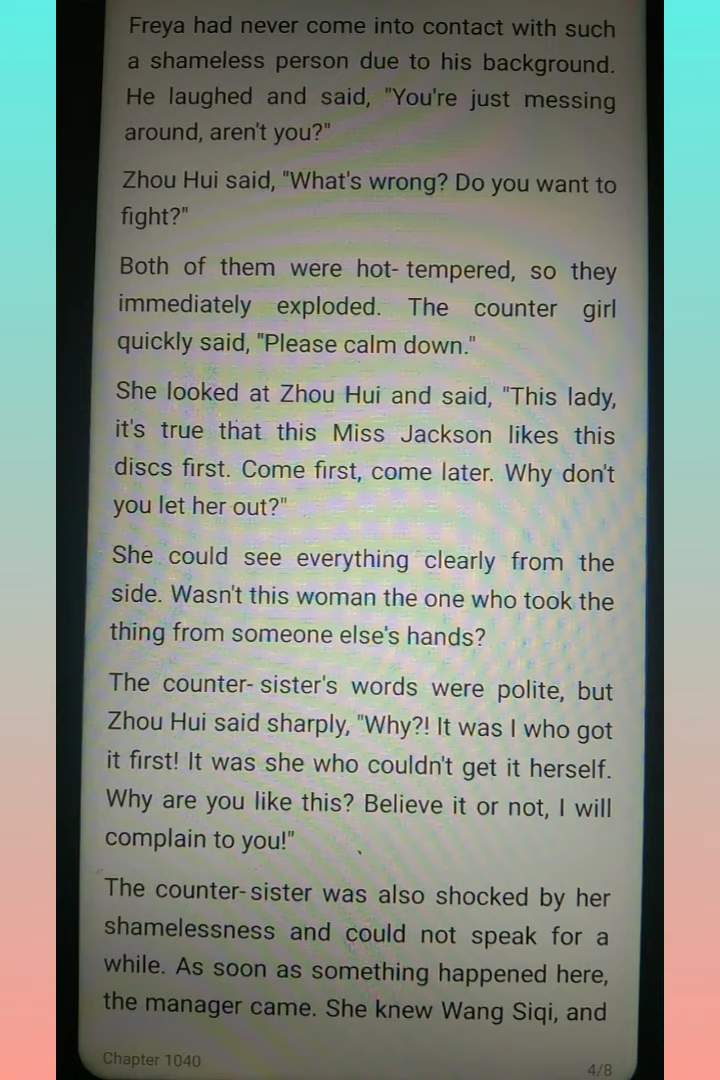 Freya had never come into contact with such
a shameless person due to his background.
He laughed and said, "You're just messing
around, aren't you?"
Zhou Hui said, "What's wrong? Do you want to
fight?"
Both of them were hot- tempered, so they
immediately exploded. The counter girl
quickly said, "Please calm down."
She looked at Zhou Hui and said, "This lady,
it's true that this Miss Jackson likes this
discs first. Come first, come later. Why don't
you let her out?"
She could see everything clearly from the
side. Wasn't this woman the one who took the
thing from someone else's hands?
The counter- sister's words were polite, but
Zhou Hui said sharply, "Why?! It was I who got
it first! It was she who couldn't get it herself.
Why are you like this? Believe it or not, I will
complain to you!"
The counter- sister was also shocked by her
shamelessness and could not speak for a
while. As soon as something happened here,
the manager came. She knew Wang Siqi, and
Chapter 1040
4/8